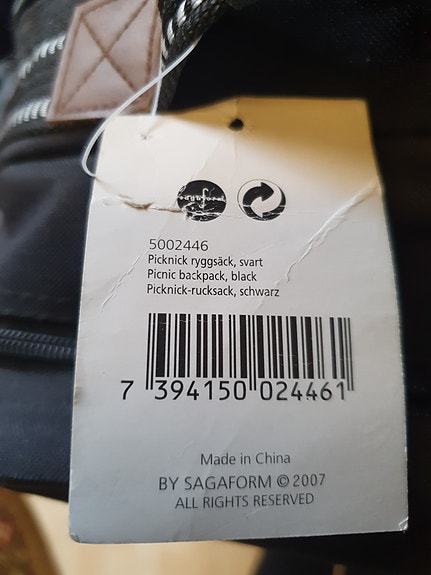 sagaform
5002446
Picknick ryggsäck, svart
Picnic backpack, black
Picknick-rucksack, schwarz
7 394150 024461
Made in China
BY SAGAFORM © 2007
ALL RIGHTS RESERVED